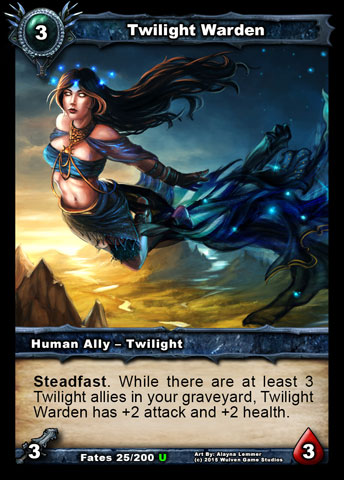 3
Twilight Warden
Human Ally – Twilight
Steadfast. While there are at least 3
Twilight allies in your graveyard, Twilight
Warden has +2 attack and +2 health.
3
Fates 25/200 U
Art By: Alayna Lemmer
(c) 2015 Wulven Game Studios
3